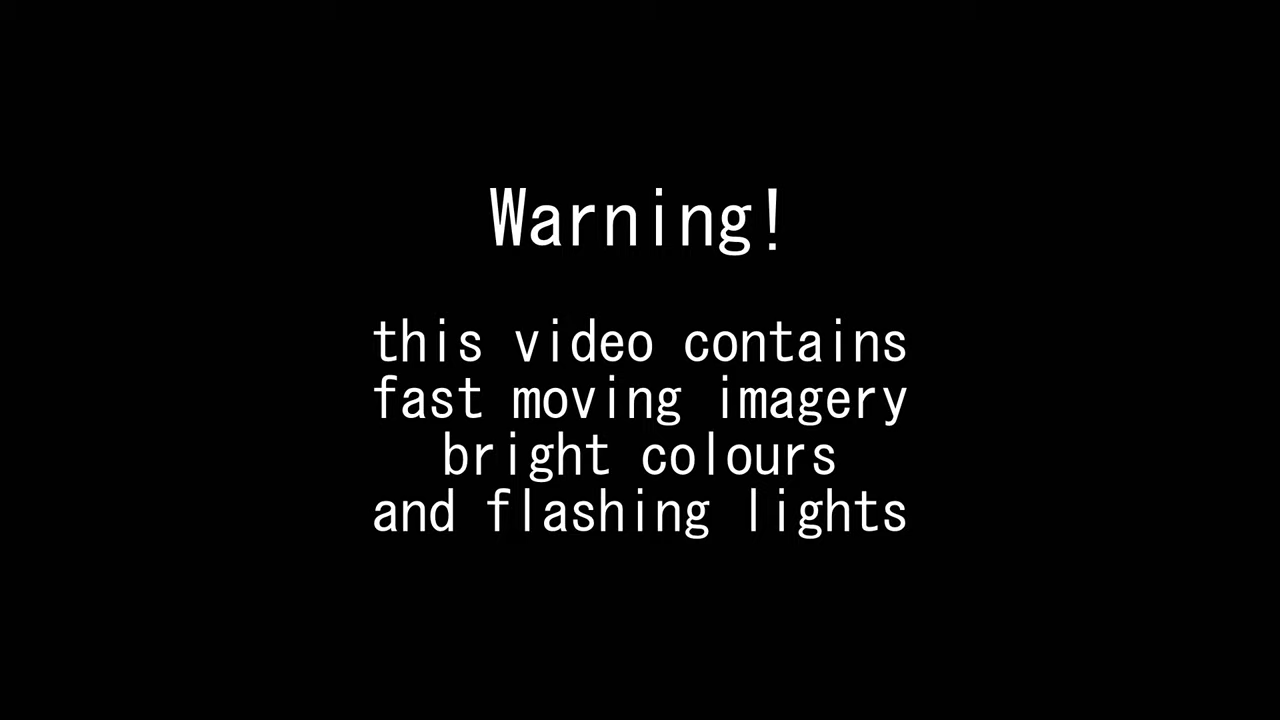 Warning!
this video contains
fast moving imagery
bright colours
and flashing lights